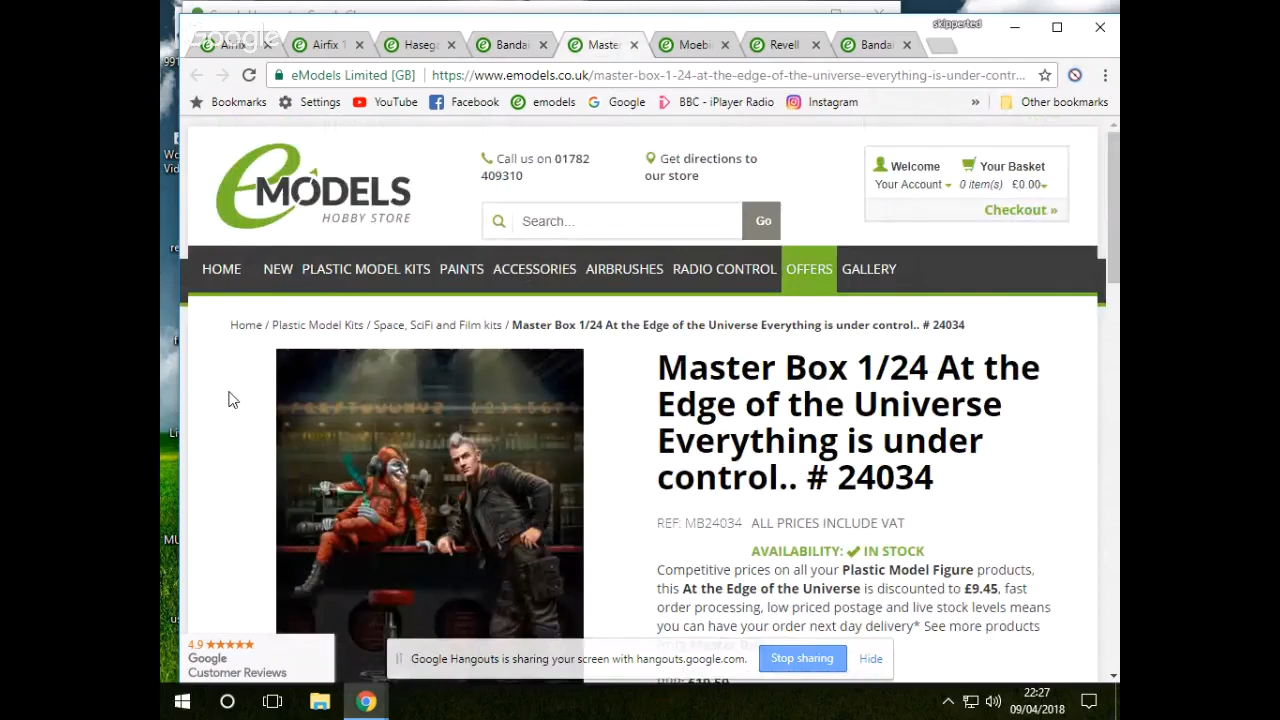 Google
skipperted
Airfix
Airfix 1
Hasega
Bandai
Master
Moebi
Revell
Bandai
eModels Limited [GB] https://www.emodels.co.uk/master-box-1-24-at-the-edge-of-the-universe-everything-is-under-contr...
Bookmarks Settings YouTube Facebook emodels Google BBC - iPlayer Radio Instagram » Other bookmarks
eMODELS
HOBBY STORE
Call us on 01782
409310
Get directions to
our store
Welcome Your Basket
Your Account 0 item(s) £0.00
Checkout »
Search... Go
HOME NEW PLASTIC MODEL KITS PAINTS ACCESSORIES AIRBRUSHES RADIO CONTROL OFFERS GALLERY
Home / Plastic Model Kits / Space, SciFi and Film kits / Master Box 1/24 At the Edge of the Universe Everything is under control.. # 24034
Master Box 1/24 At the
Edge of the Universe
Everything is under
control.. # 24034
REF: MB24034 ALL PRICES INCLUDE VAT
AVAILABILITY: IN STOCK
Competitive prices on all your Plastic Model Figure products,
this At the Edge of the Universe is discounted to £9.45, fast
order processing, low priced postage and live stock levels means
you can have your order next day delivery* See more products
4.9
Google
Customer Reviews
Google Hangouts is sharing your screen with hangouts.google.com. Stop sharing Hide
22:27
09/04/2018